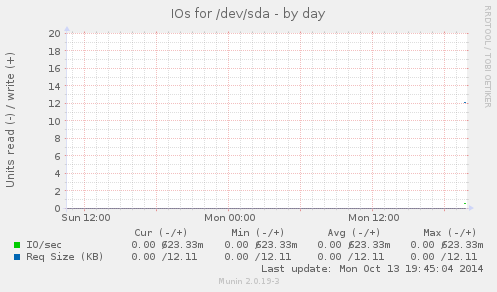 IOs for /dev/sda - by day
RRDTOOL / TOBI OETIKER
Units read (-) / write (+)
20
18
16
14
12
10
8
6
4
2
0
Sun 12:00 Mon 00:00 Mon 12:00
Cur (-/+) Min (-/+) Avg (-/+) Max (-/+)
IO/sec 0.00 /623.33m 0.00 /623.33m 0.00 /623.33m 0.00 /623.33m
Req Size (KB) 0.00 /12.11 0.00 /12.11 0.00 /12.11 0.00 /12.11
Last update: Mon Oct 13 19:45:04 2014
Munin 2.0.19-3